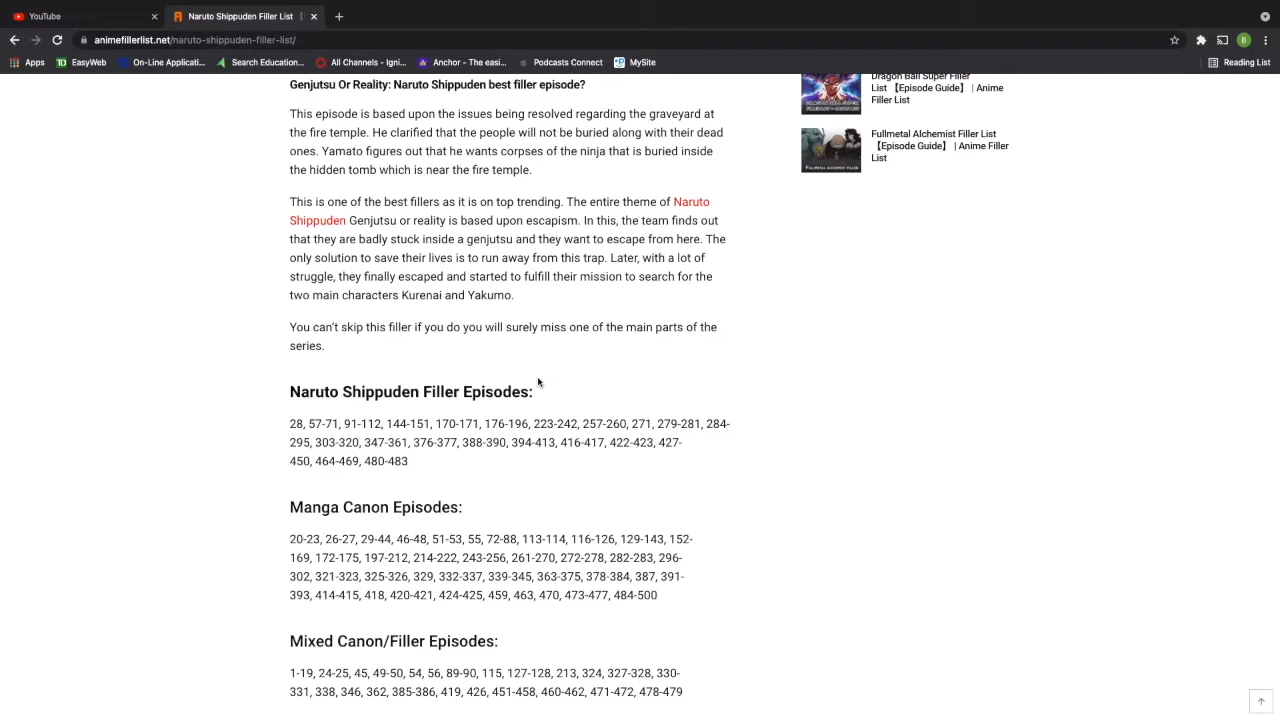 YouTube
Naruto Shippuden Filler List
animefillerlist.net/naruto-shippuden-filler-list/
B
Apps
EasyWeb
On-Line Applicati...
Search Education...
All Channels - Igni...
Anchor - The easi...
Podcasts Connect
MySite
Reading List
Genjutsu Or Reality: Naruto Shippuden best filler episode?
This episode is based upon the issues being resolved regarding the graveyard at
the fire temple. He clarified that the people will not be buried along with their dead
ones. Yamato figures out that he wants corpses of the ninja that is buried inside
the hidden tomb which is near the fire temple.
This is one of the best fillers as it is on top trending. The entire theme of Naruto
Shippuden Genjutsu or reality is based upon escapism. In this, the team finds out
that they are badly stuck inside a genjutsu and they want to escape from here. The
only solution to save their lives is to run away from this trap. Later, with a lot of
struggle, they finally escaped and started to fulfill their mission to search for the
two main characters Kurenai and Yakumo.
You can't skip this filler if you do you will surely miss one of the main parts of the
series.
Naruto Shippuden Filler Episodes:
28, 57-71, 91-112, 144-151, 170-171, 176-196, 223-242, 257-260, 271, 279-281, 284-
295, 303-320, 347-361, 376-377, 388-390, 394-413, 416-417, 422-423, 427-
450, 464-469, 480-483
Manga Canon Episodes:
20-23, 26-27, 29-44, 46-48, 51-53, 55, 72-88, 113-114, 116-126, 129-143, 152-
169, 172-175, 197-212, 214-222, 243-256, 261-270, 272-278, 282-283, 296-
302, 321-323, 325-326, 329, 332-337, 339-345, 363-375, 378-384, 387, 391-
393, 414-415, 418, 420-421, 424-425, 459, 463, 470, 473-477, 484-500
Mixed Canon/Filler Episodes:
1-19, 24-25, 45, 49-50, 54, 56, 89-90, 115, 127-128, 213, 324, 327-328, 330-
331, 338, 346, 362, 385-386, 419, 426, 451-458, 460-462, 471-472, 478-479
Dragon Ball Super Filler
List 【Episode Guide】 | Anime
Filler List
Fullmetal Alchemist Filler List
【Episode Guide】 | Anime Filler
List